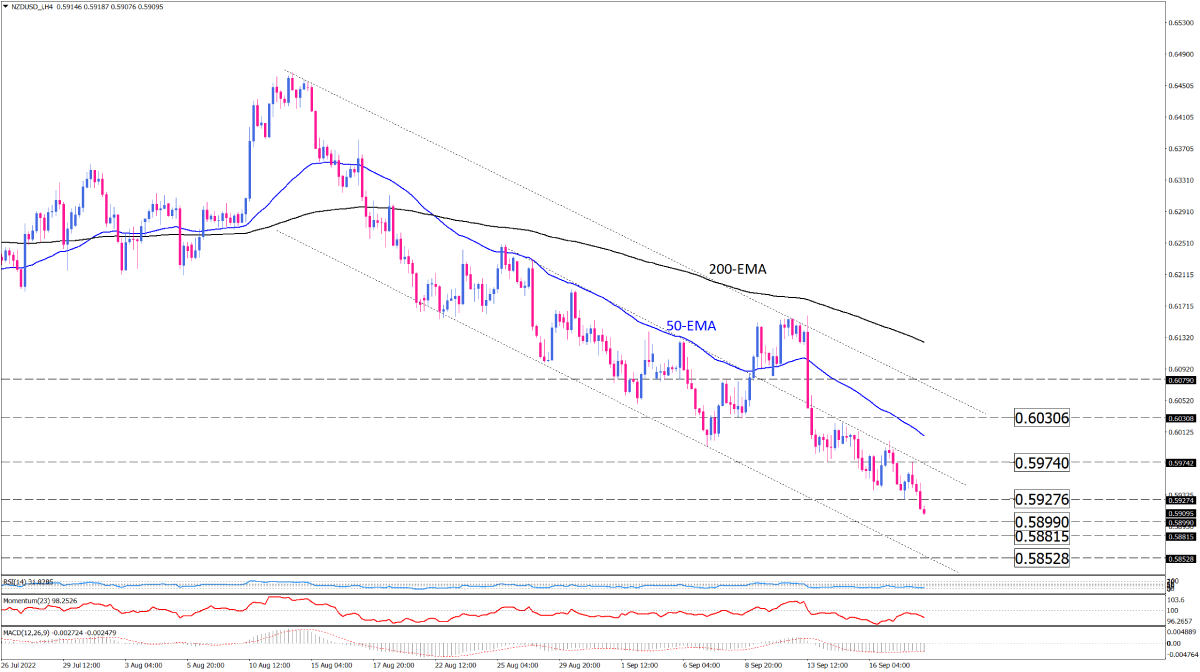 NZDUSD_i,H4 0.59146 0.59187 0.59076 0.59095
0.65300
0.64900
0.64505
0.64105
0.63705
0.63310
0.62910
0.62510
0.62115
0.61715
0.61320
0.60920
0.60790
0.60520
0.60308
0.60125
0.59742
0.59274
0.59095
0.58990
0.58815
0.58528
200-EMA
50-EMA
0.60306
0.59740
0.59276
0.58990
0.58815
0.58528
RSI(14) 31.8285
100
Momentum(23) 98.2526
103.6
100
96.2657
MACD(12,26,9) -0.002724 -0.002479
0.004889
0.00
-0.004764
26 Jul 2022
29 Jul 12:00
3 Aug 04:00
5 Aug 20:00
10 Aug 12:00
15 Aug 04:00
17 Aug 20:00
22 Aug 12:00
25 Aug 04:00
29 Aug 20:00
1 Sep 12:00
6 Sep 04:00
8 Sep 20:00
13 Sep 12:00
16 Sep 04:00